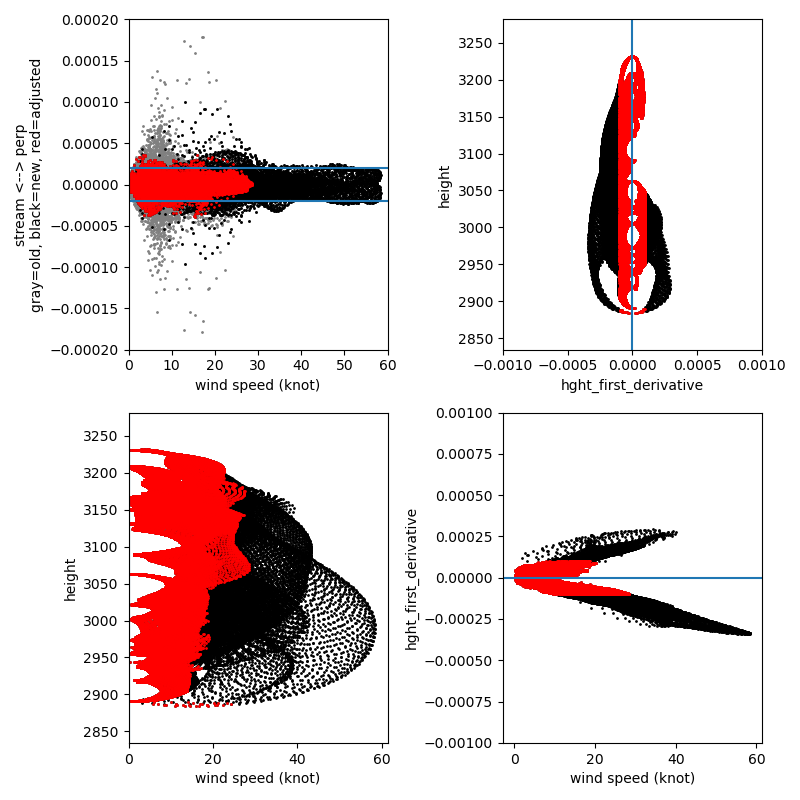 0.00020
0.00015
0.00010
0.00005
0.00000
−0.00005
−0.00010
−0.00015
−0.00020
stream <--> perp
gray=old, black=new, red=adjusted
0 10 20 30 40 50 60
wind speed (knot)
3250
3200
3150
3100
3050
3000
2950
2900
2850
height
−0.0010 −0.0005 0.0000 0.0005 0.0010
hght_first_derivative
3250
3200
3150
3100
3050
3000
2950
2900
2850
height
0 20 40 60
wind speed (knot)
0.00100
0.00075
0.00050
0.00025
0.00000
−0.00025
−0.00050
−0.00075
−0.00100
hght_first_derivative
0 20 40 60
wind speed (knot)